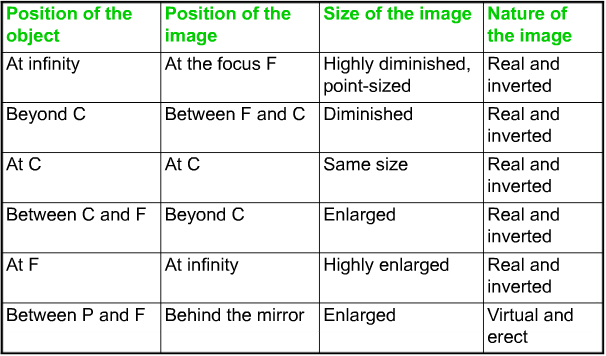 Position of the object | Position of the image | Size of the image | Nature of the image
At infinity | At the focus F | Highly diminished, point-sized | Real and inverted
Beyond C | Between F and C | Diminished | Real and inverted
At C | At C | Same size | Real and inverted
Between C and F | Beyond C | Enlarged | Real and inverted
At F | At infinity | Highly enlarged | Real and inverted
Between P and F | Behind the mirror | Enlarged | Virtual and erect